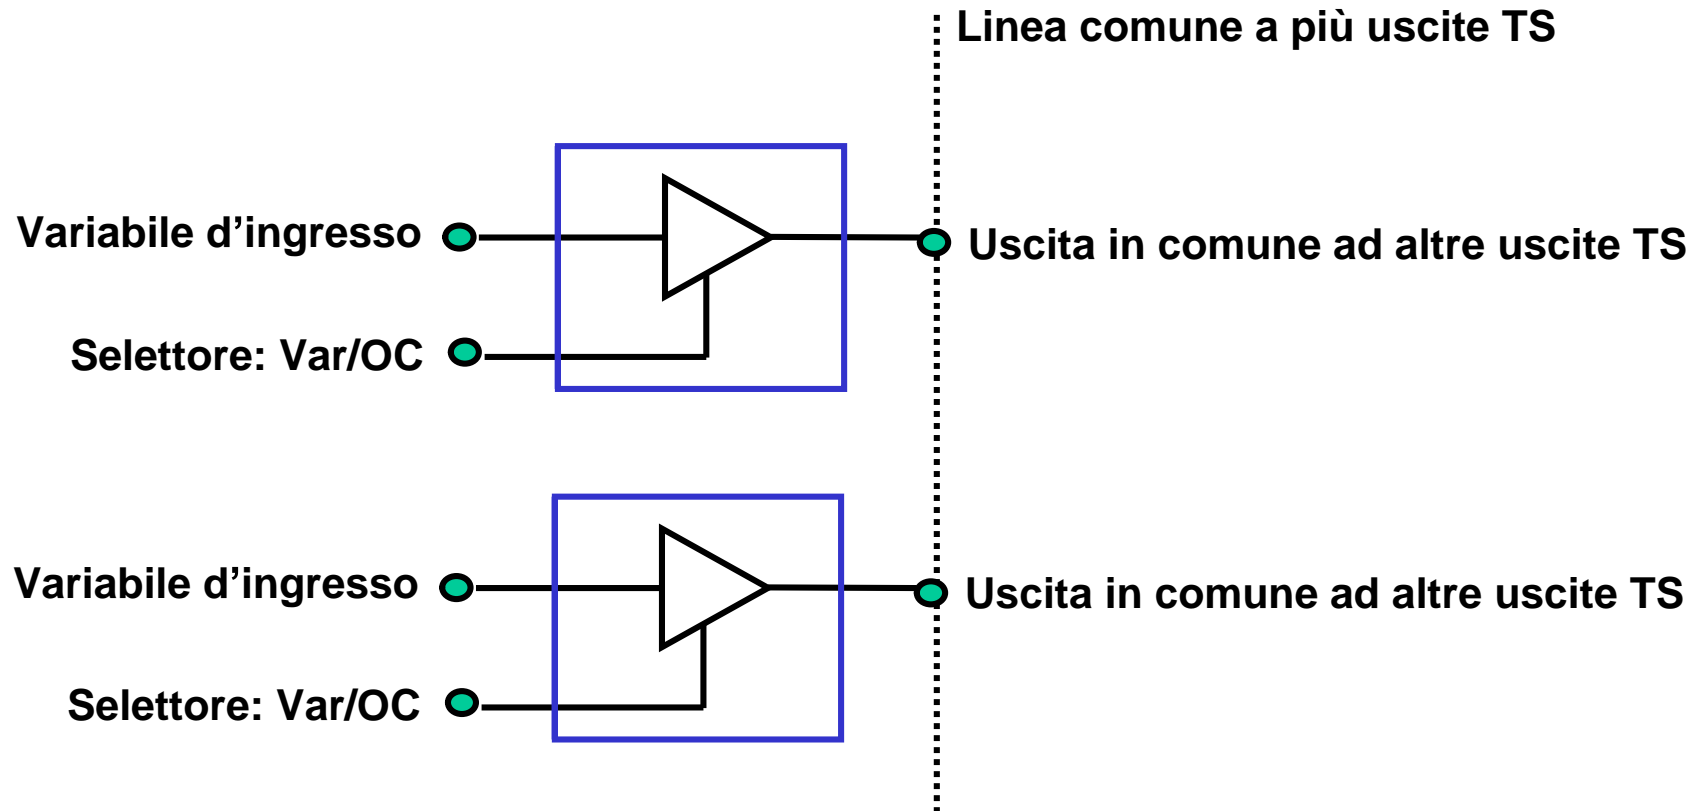 Linea comune a più uscite TS
Variabile d’ingresso
Uscita in comune ad altre uscite TS
Selettore: Var/OC
Variabile d’ingresso
Uscita in comune ad altre uscite TS
Selettore: Var/OC